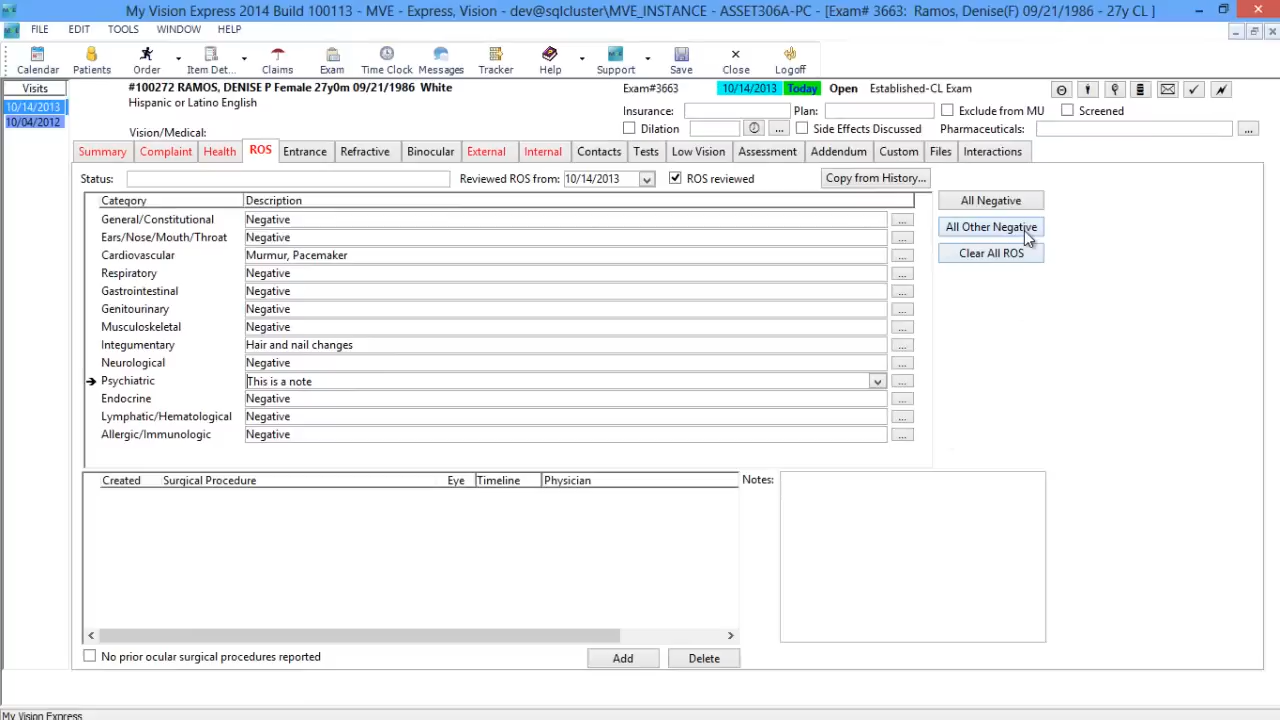 My Vision Express 2014 Build 100113 - MVE - Express, Vision - dev@sqlcluster@MVE_INSTANCE - ASSET306A-PC - [Exam# 3663: Ramos, Denise(F) 09/21/1986 - 27y CL ]
FILE EDIT TOOLS WINDOW HELP
Calendar Patients Order Item Det... Claims Exam Time Clock Messages Tracker Help Support Save Close Logoff
Visits
10/14/2013
10/04/2012
#100272 RAMOS, DENISE P Female 27y0m 09/21/1986 White
Hispanic or Latino English
Vision/Medical:
Exam#3663 10/14/2013 Today Open Established-CL Exam
Insurance: Plan: Exclude from MU Screened
Dilation ... Side Effects Discussed Pharmaceuticals: ...
Summary Complaint Health ROS Entrance Refractive Binocular External Internal Contacts Tests Low Vision Assessment Addendum Custom Files Interactions
Status: Reviewed ROS from: 10/14/2013 ROS reviewed Copy from History...
Category Description
General/Constitutional Negative ...
Ears/Nose/Mouth/Throat Negative ...
Cardiovascular Murmur, Pacemaker ...
Respiratory Negative ...
Gastrointestinal Negative ...
Genitourinary Negative ...
Musculoskeletal Negative ...
Integumentary Hair and nail changes ...
Neurological Negative ...
Psychiatric This is a note ...
Endocrine Negative ...
Lymphatic/Hematological Negative ...
Allergic/Immunologic Negative ...
All Negative
All Other Negative
Clear All ROS
Created Surgical Procedure Eye Timeline Physician
Notes:
No prior ocular surgical procedures reported
Add Delete
My Vision Express